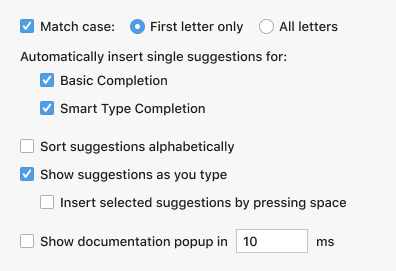 Match case: First letter only All letters
Automatically insert single suggestions for:
Basic Completion
Smart Type Completion
Sort suggestions alphabetically
Show suggestions as you type
Insert selected suggestions by pressing space
Show documentation popup in 10 ms